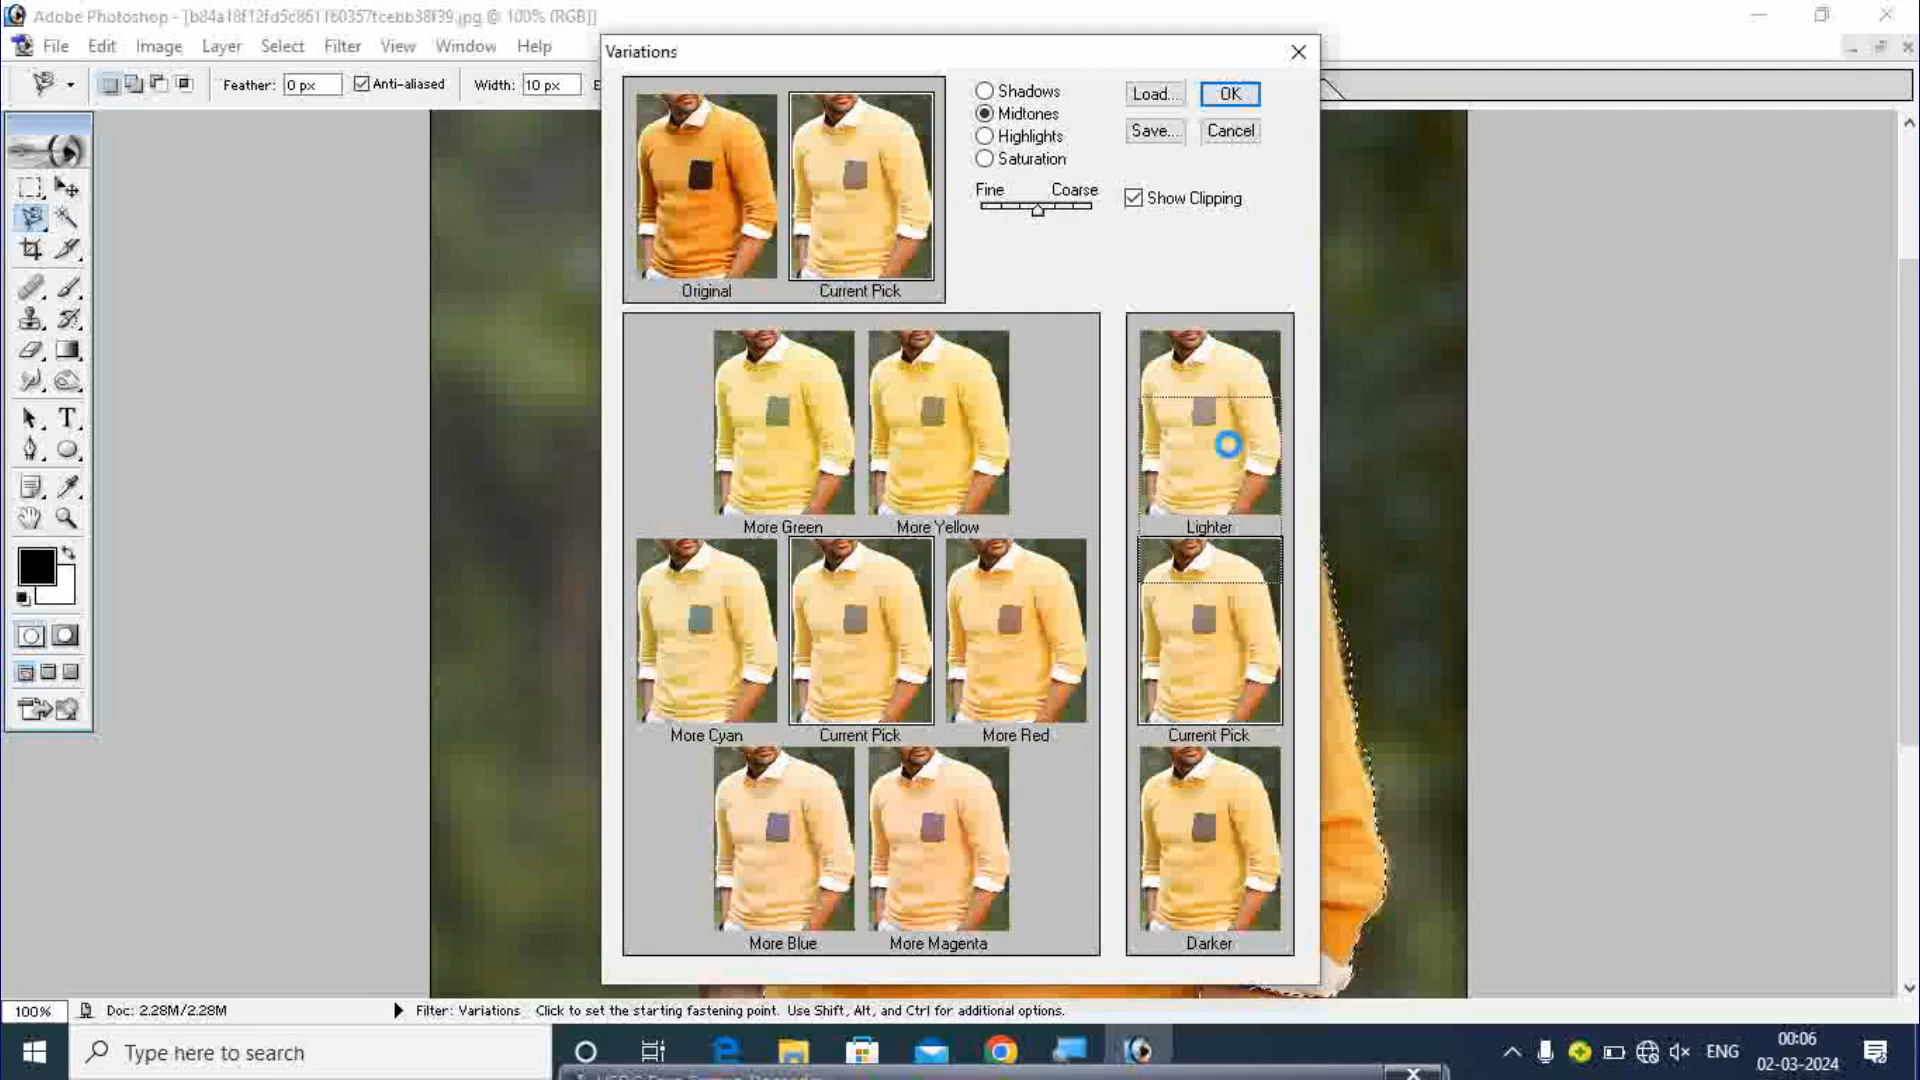 Adobe Photoshop - [b84a18f12fd5c861160357fcebb38f39.jpg @ 100% (RGB)]
File Edit Image Layer Select Filter View Window Help
Feather: 0 px Anti-aliased Width: 10 px E
Variations
Original
Current Pick
Shadows
Midtones
Highlights
Saturation
Fine Coarse
Load...
OK
Save...
Cancel
Show Clipping
More Green
More Yellow
Lighter
More Cyan
Current Pick
More Red
Current Pick
More Blue
More Magenta
Darker
100% Doc: 2.28M/2.28M Filter: Variations Click to set the starting fastening point. Use Shift, Alt, and Ctrl for additional options.
Type here to search
ENG
00:06
02-03-2024